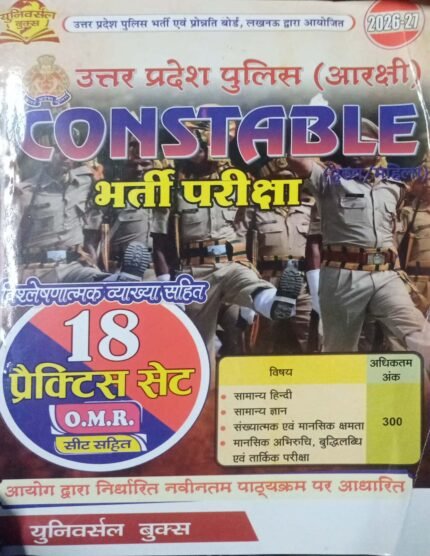 यूनिवर्सल
बुक्स
उत्तर प्रदेश पुलिस भर्ती एवं प्रोन्नति बोर्ड, लखनऊ द्वारा आयोजित
2026-27
उत्तर प्रदेश पुलिस (आरक्षी)
CONSTABLE
(पुरुष/महिला)
भर्ती परीक्षा
विश्लेषणात्मक व्याख्या सहित
18
प्रैक्टिस सेट
O.M.R.
सीट सहित
विषय
अधिकतम
अंक
सामान्य हिन्दी
सामान्य ज्ञान
संख्यात्मक एवं मानसिक क्षमता
मानसिक अभिरुचि, बुद्धिलब्धि
एवं तार्किक परीक्षा
300
आयोग द्वारा निर्धारित नवीनतम पाठ्यक्रम पर आधारित
युनिवर्सल बुक्स